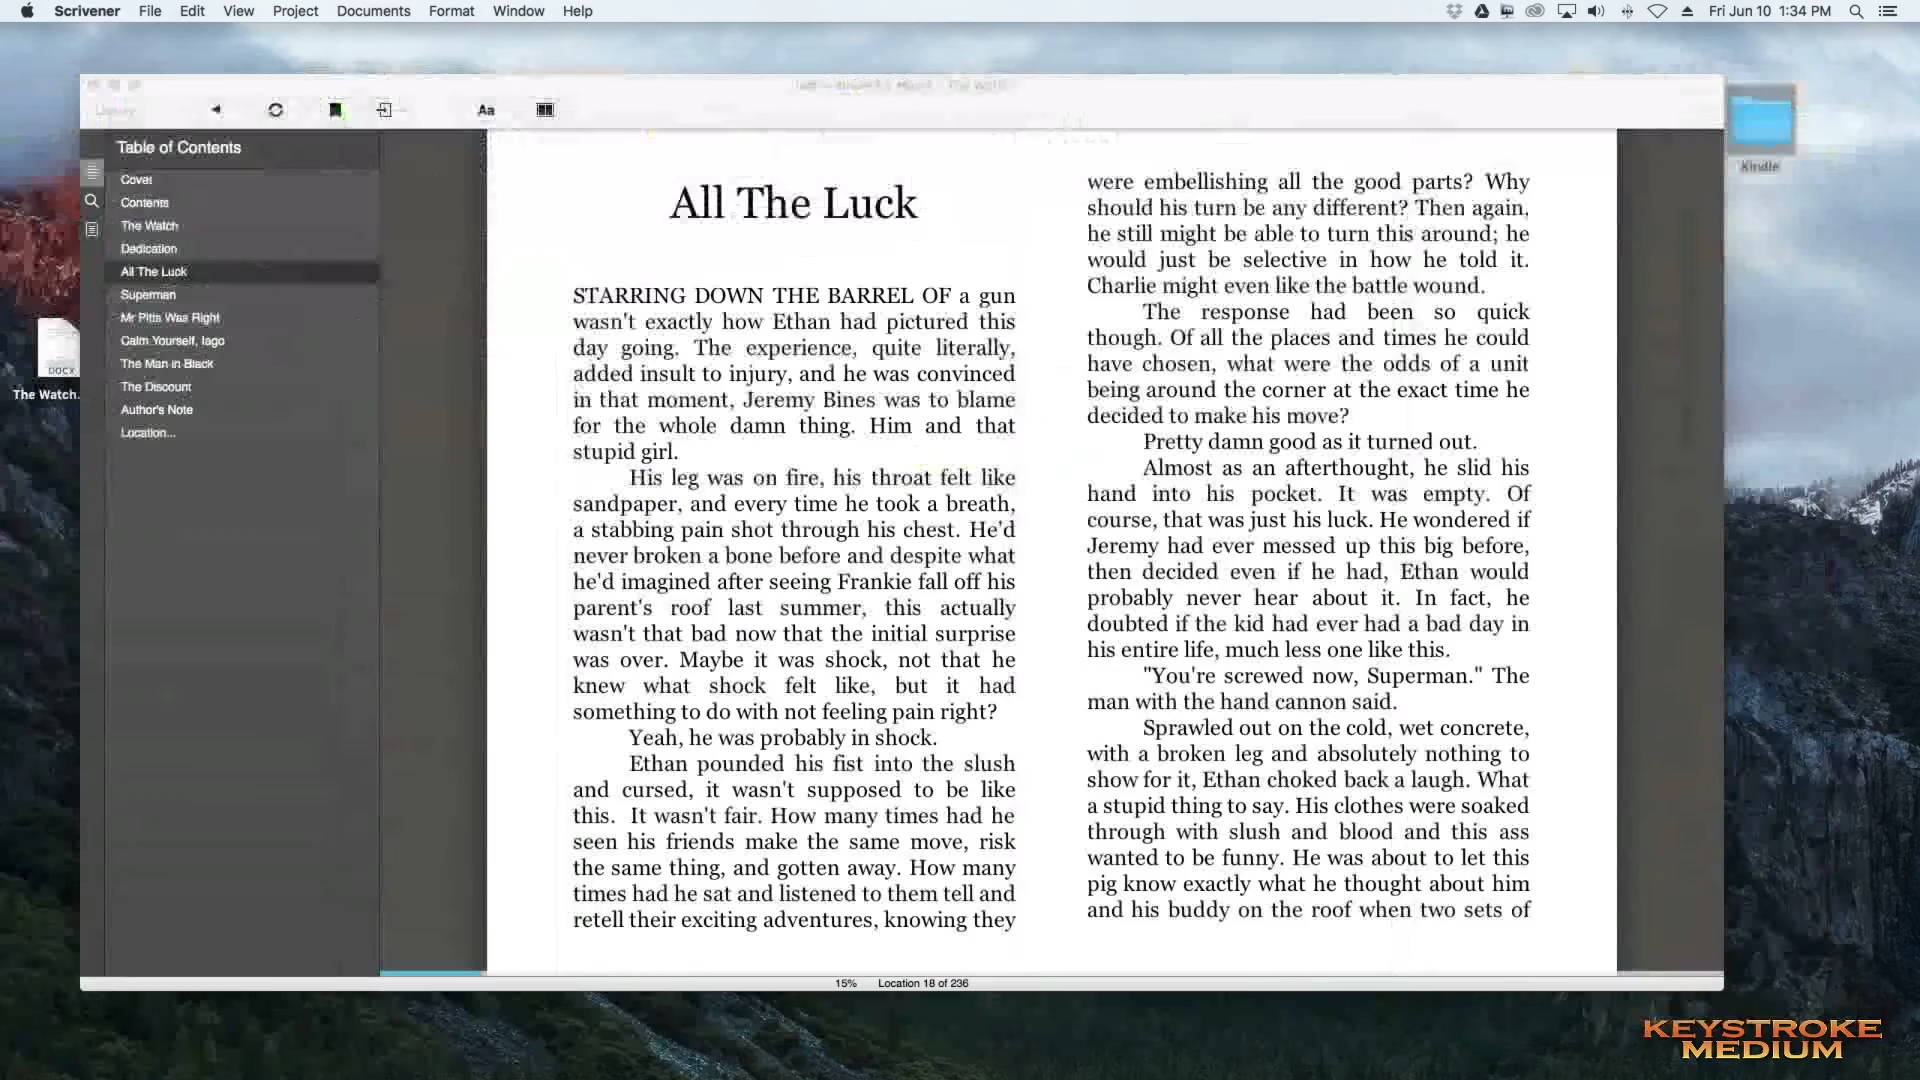 Scrivener File Edit View Project Documents Format Window Help
Fri Jun 10 1:34 PM
Aa
Table of Contents
Cover
Contents
The Watch
Dedication
All The Luck
Superman
Mr Pitts Was Right
Calm Yourself, Iago
The Man in Black
The Discount
Author's Note
Location...
All The Luck
STARRING DOWN THE BARREL OF a gun
wasn't exactly how Ethan had pictured this
day going. The experience, quite literally,
added insult to injury, and he was convinced
in that moment, Jeremy Bines was to blame
for the whole damn thing. Him and that
stupid girl.
His leg was on fire, his throat felt like
sandpaper, and every time he took a breath,
a stabbing pain shot through his chest. He'd
never broken a bone before and despite what
he'd imagined after seeing Frankie fall off his
parent's roof last summer, this actually
wasn't that bad now that the initial surprise
was over. Maybe it was shock, not that he
knew what shock felt like, but it had
something to do with not feeling pain right?
Yeah, he was probably in shock.
Ethan pounded his fist into the slush
and cursed, it wasn't supposed to be like
this. It wasn't fair. How many times had he
seen his friends make the same move, risk
the same thing, and gotten away. How many
times had he sat and listened to them tell and
retell their exciting adventures, knowing they
were embellishing all the good parts? Why
should his turn be any different? Then again,
he still might be able to turn this around; he
would just be selective in how he told it.
Charlie might even like the battle wound.
The response had been so quick
though. Of all the places and times he could
have chosen, what were the odds of a unit
being around the corner at the exact time he
decided to make his move?
Pretty damn good as it turned out.
Almost as an afterthought, he slid his
hand into his pocket. It was empty. Of
course, that was just his luck. He wondered if
Jeremy had ever messed up this big before,
then decided even if he had, Ethan would
probably never hear about it. In fact, he
doubted if the kid had ever had a bad day in
his entire life, much less one like this.
"You're screwed now, Superman." The
man with the hand cannon said.
Sprawled out on the cold, wet concrete,
with a broken leg and absolutely nothing to
show for it, Ethan choked back a laugh. What
a stupid thing to say. His clothes were soaked
through with slush and blood and this ass
wanted to be funny. He was about to let this
pig know exactly what he thought about him
and his buddy on the roof when two sets of
15% Location 18 of 236
DOCX
The Watch.
Kindle
KEYSTROKE
MEDIUM